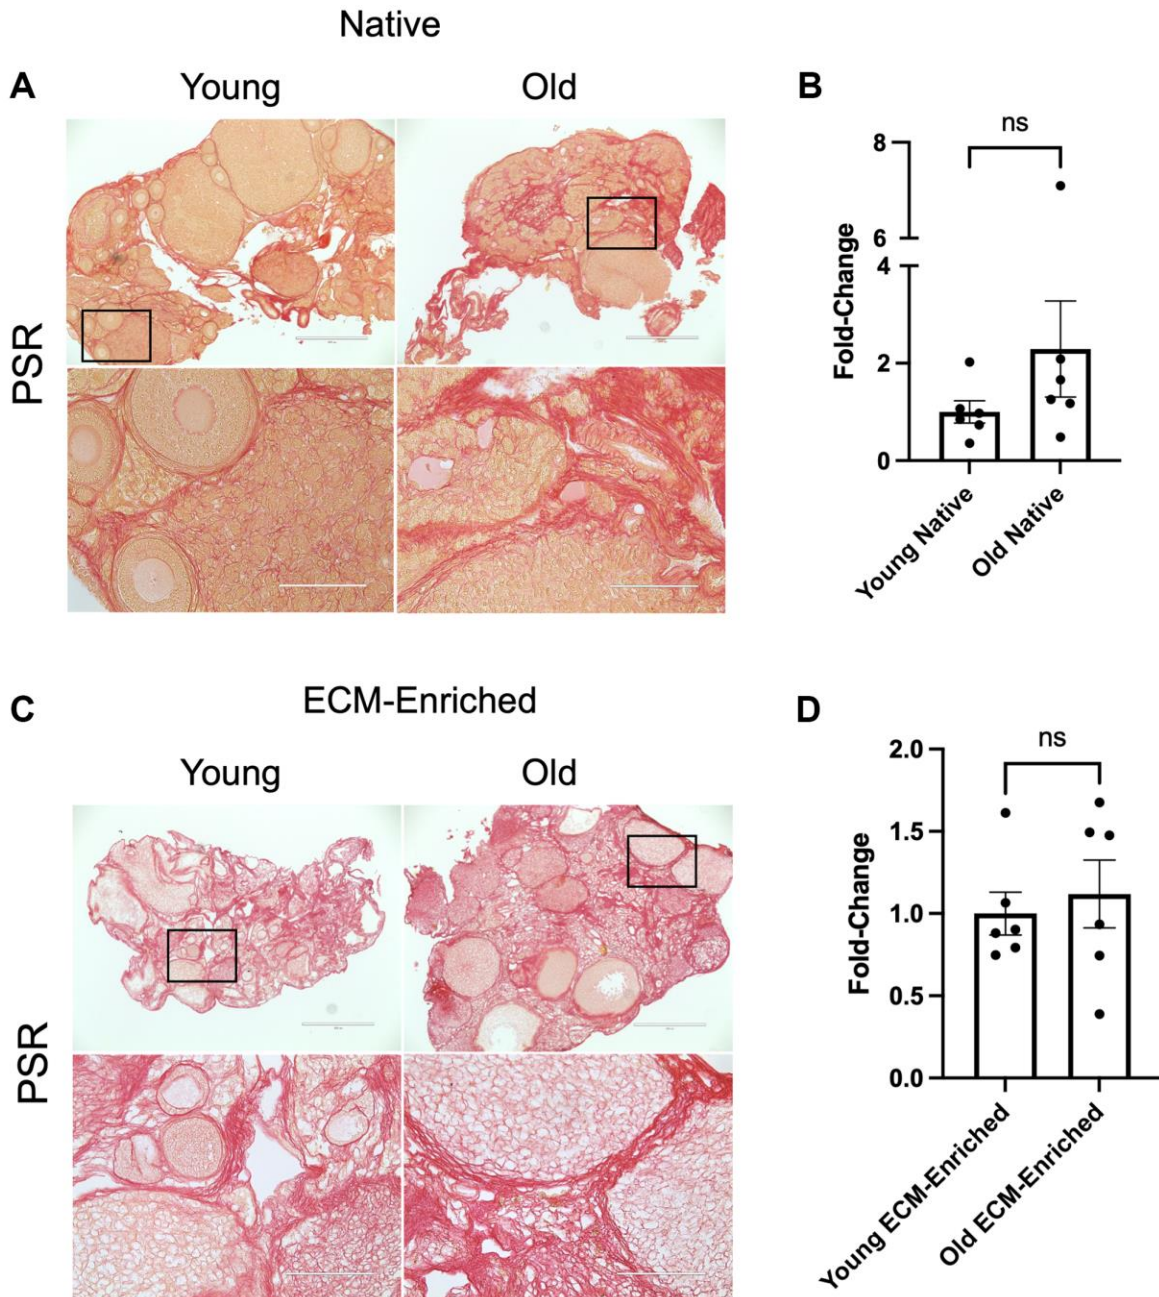 Native
A
Young
Old
PSR
B
ns
8
6
4
2
0
Fold-Change
Young Native
Old Native
ECM-Enriched
C
Young
Old
PSR
D
ns
2.0
1.5
1.0
0.5
0.0
Fold-Change
Young ECM-Enriched
Old ECM-Enriched